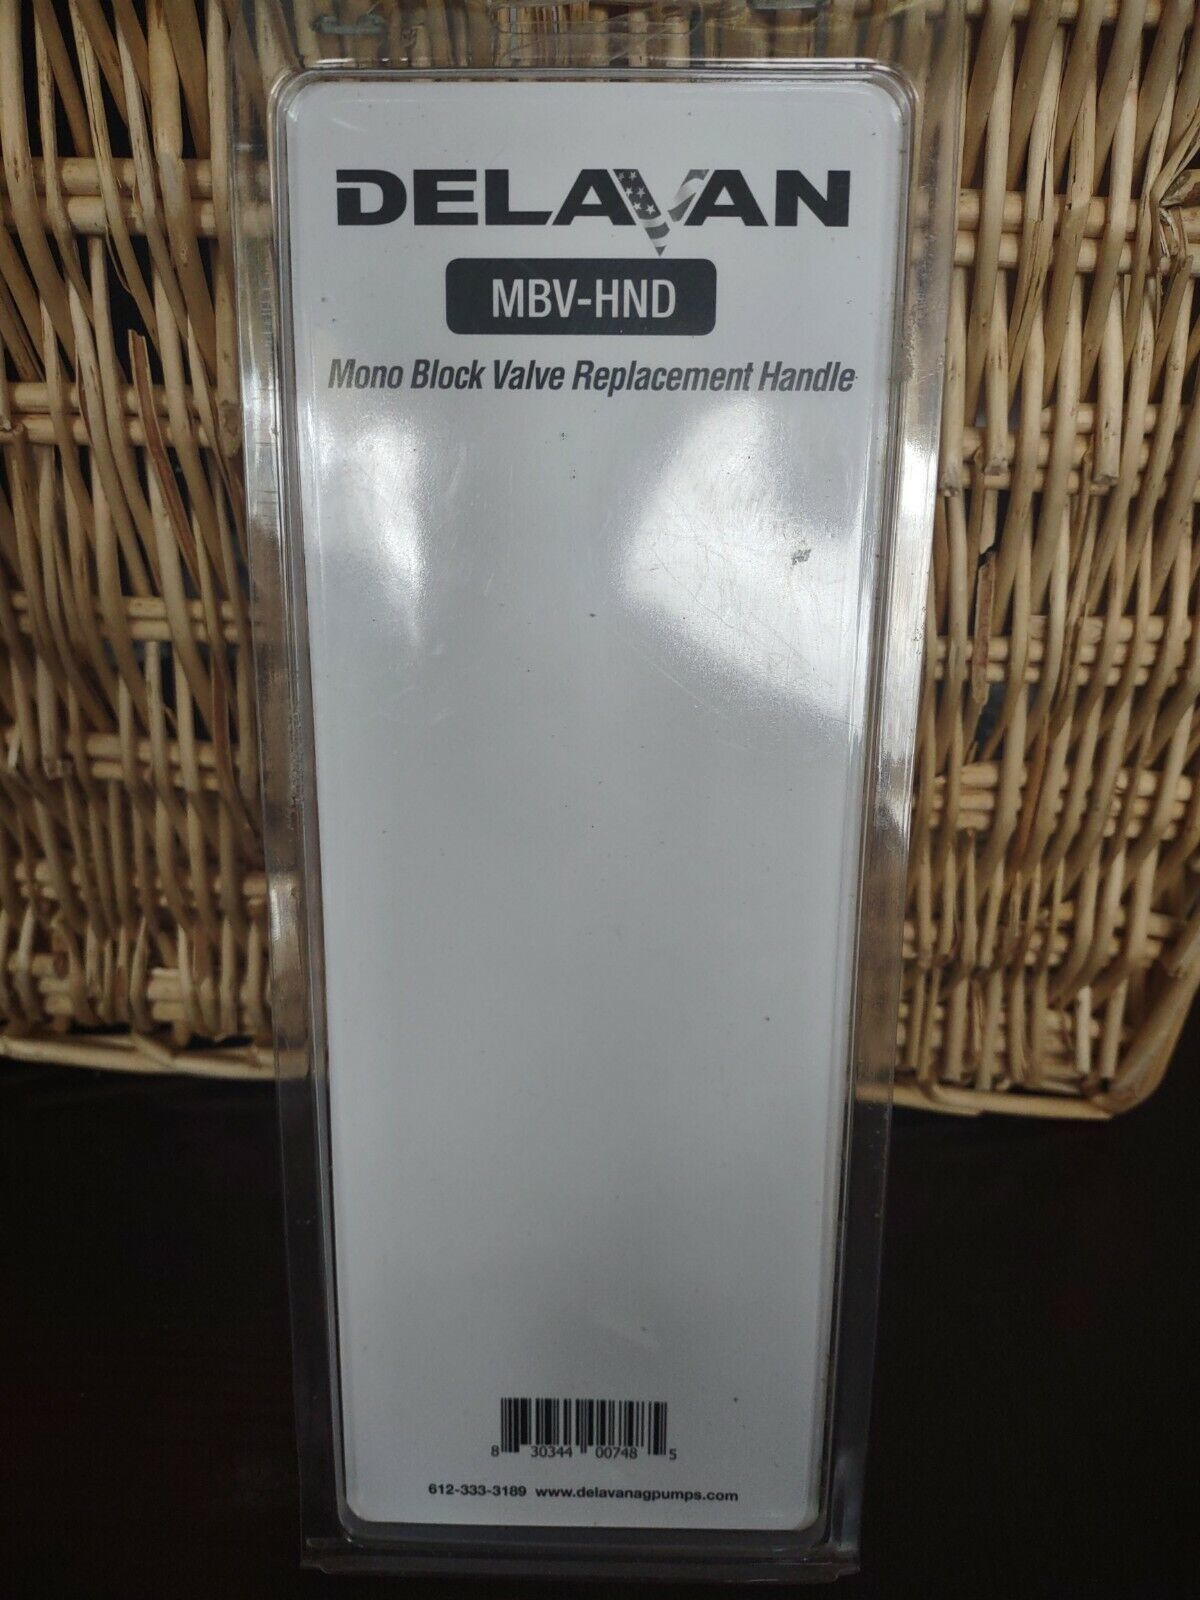 DELAVAN
MBV-HND
Mono Block Valve Replacement Handle
8 30344 00748 5
612-333-3189 www.delavanagpumps.com